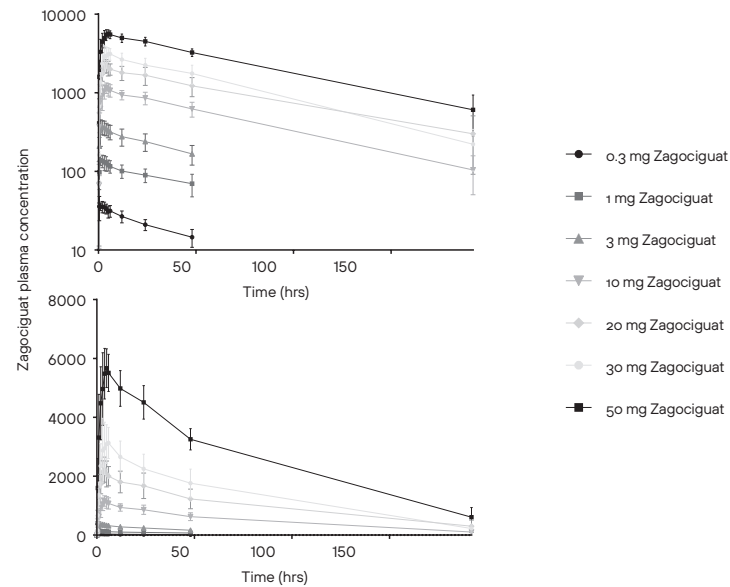 10000
1000
100
10
0
50
100
150
Time (hrs)
Zagociguat plasma concentration
8000
6000
4000
2000
0
0
50
100
150
Time (hrs)
0.3 mg Zagociguat
1 mg Zagociguat
3 mg Zagociguat
10 mg Zagociguat
20 mg Zagociguat
30 mg Zagociguat
50 mg Zagociguat